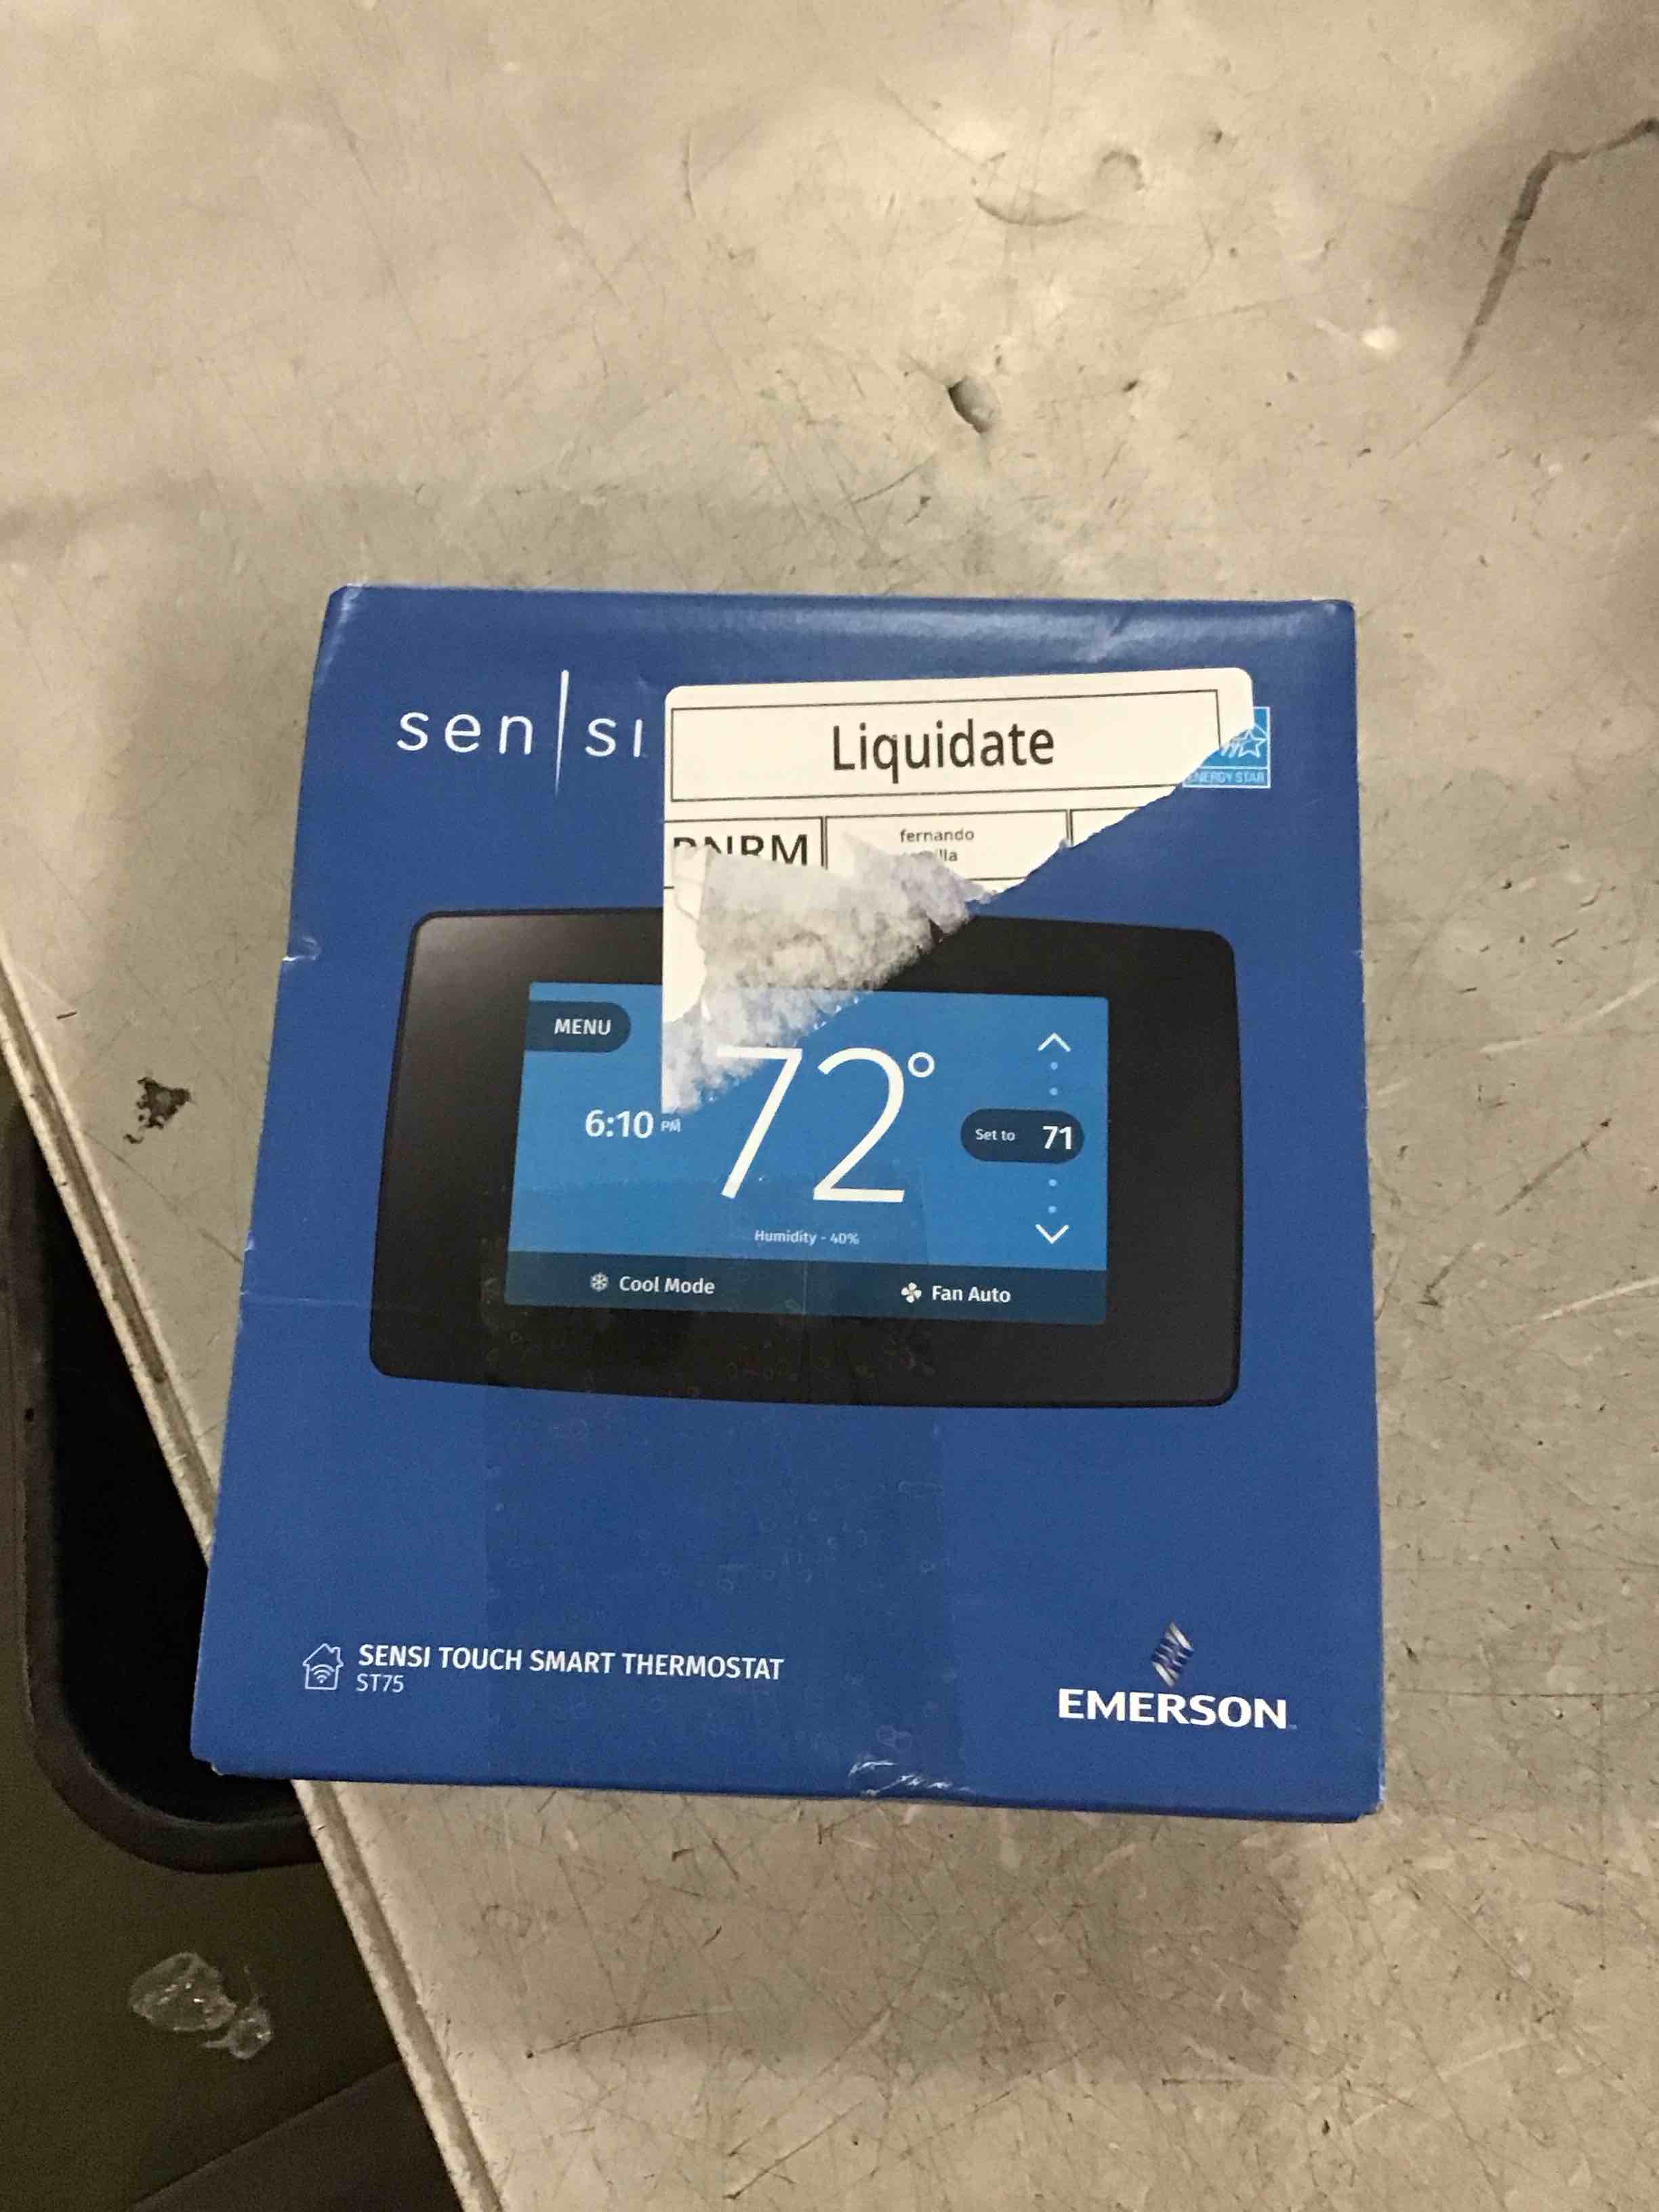 sen|si
Liquidate
ENERGY STAR
fernando
MENU
72°
6:10 PM
Set to 71
Humidity - 40%
Cool Mode
Fan Auto
SENSI TOUCH SMART THERMOSTAT
ST75
EMERSON